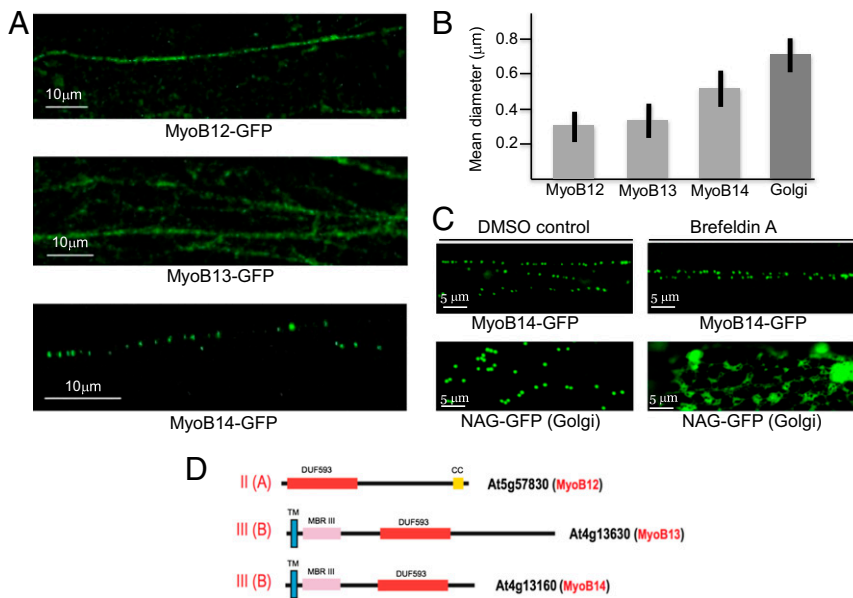 A
10μm
MyoB12-GFP
10μm
MyoB13-GFP
10μm
MyoB14-GFP
B
Mean diameter (μm)
0.8
0.6
0.4
0.2
MyoB12 MyoB13 MyoB14 Golgi
C
DMSO control Brefeldin A
5 μm 5 μm
MyoB14-GFP MyoB14-GFP
5 μm 5 μm
NAG-GFP (Golgi) NAG-GFP (Golgi)
D
DUF593 CC
II (A) At5g57830 (MyoB12)
TM MBR III DUF593
III (B) At4g13630 (MyoB13)
TM MBR III DUF593
III (B) At4g13160 (MyoB14)